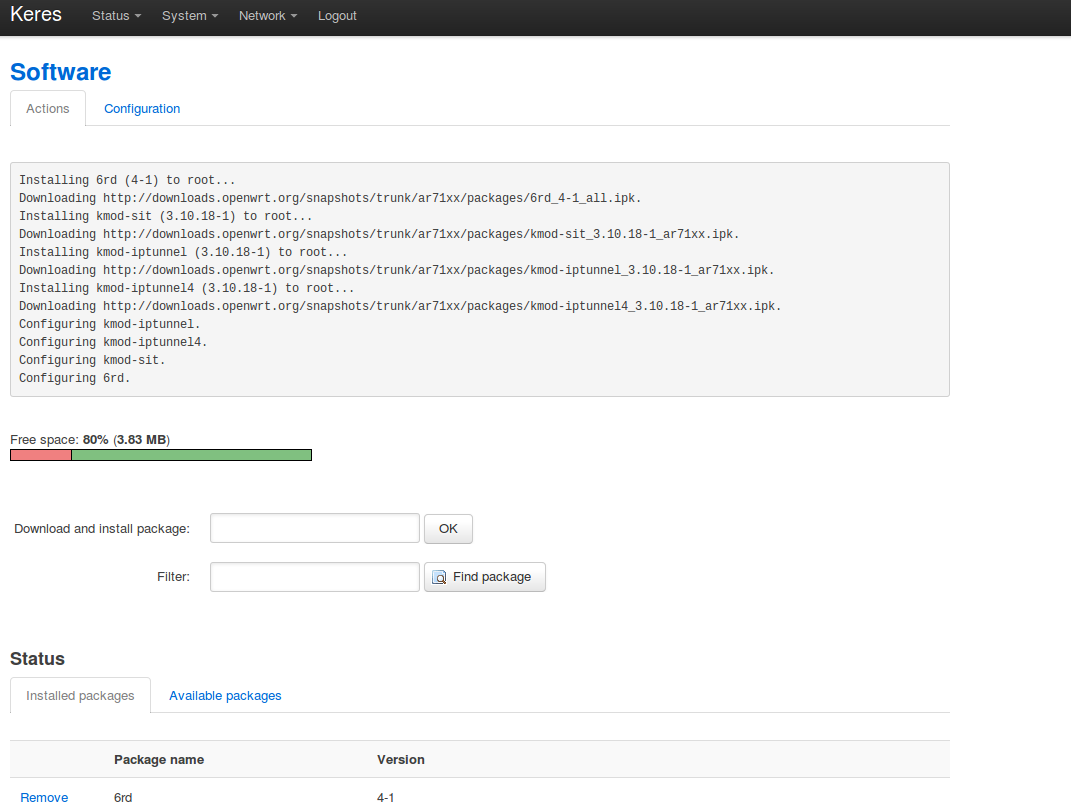 Keres Status System Network Logout
Software
Actions Configuration
Installing 6rd (4-1) to root...
Downloading http://downloads.openwrt.org/snapshots/trunk/ar71xx/packages/6rd_4-1_all.ipk.
Installing kmod-sit (3.10.18-1) to root...
Downloading http://downloads.openwrt.org/snapshots/trunk/ar71xx/packages/kmod-sit_3.10.18-1_ar71xx.ipk.
Installing kmod-iptunnel (3.10.18-1) to root...
Downloading http://downloads.openwrt.org/snapshots/trunk/ar71xx/packages/kmod-iptunnel_3.10.18-1_ar71xx.ipk.
Installing kmod-iptunnel4 (3.10.18-1) to root...
Downloading http://downloads.openwrt.org/snapshots/trunk/ar71xx/packages/kmod-iptunnel4_3.10.18-1_ar71xx.ipk.
Configuring kmod-iptunnel.
Configuring kmod-iptunnel4.
Configuring kmod-sit.
Configuring 6rd.
Free space: 80% (3.83 MB)
Download and install package: OK
Filter: Find package
Status
Installed packages Available packages
Package name Version
Remove 6rd 4-1